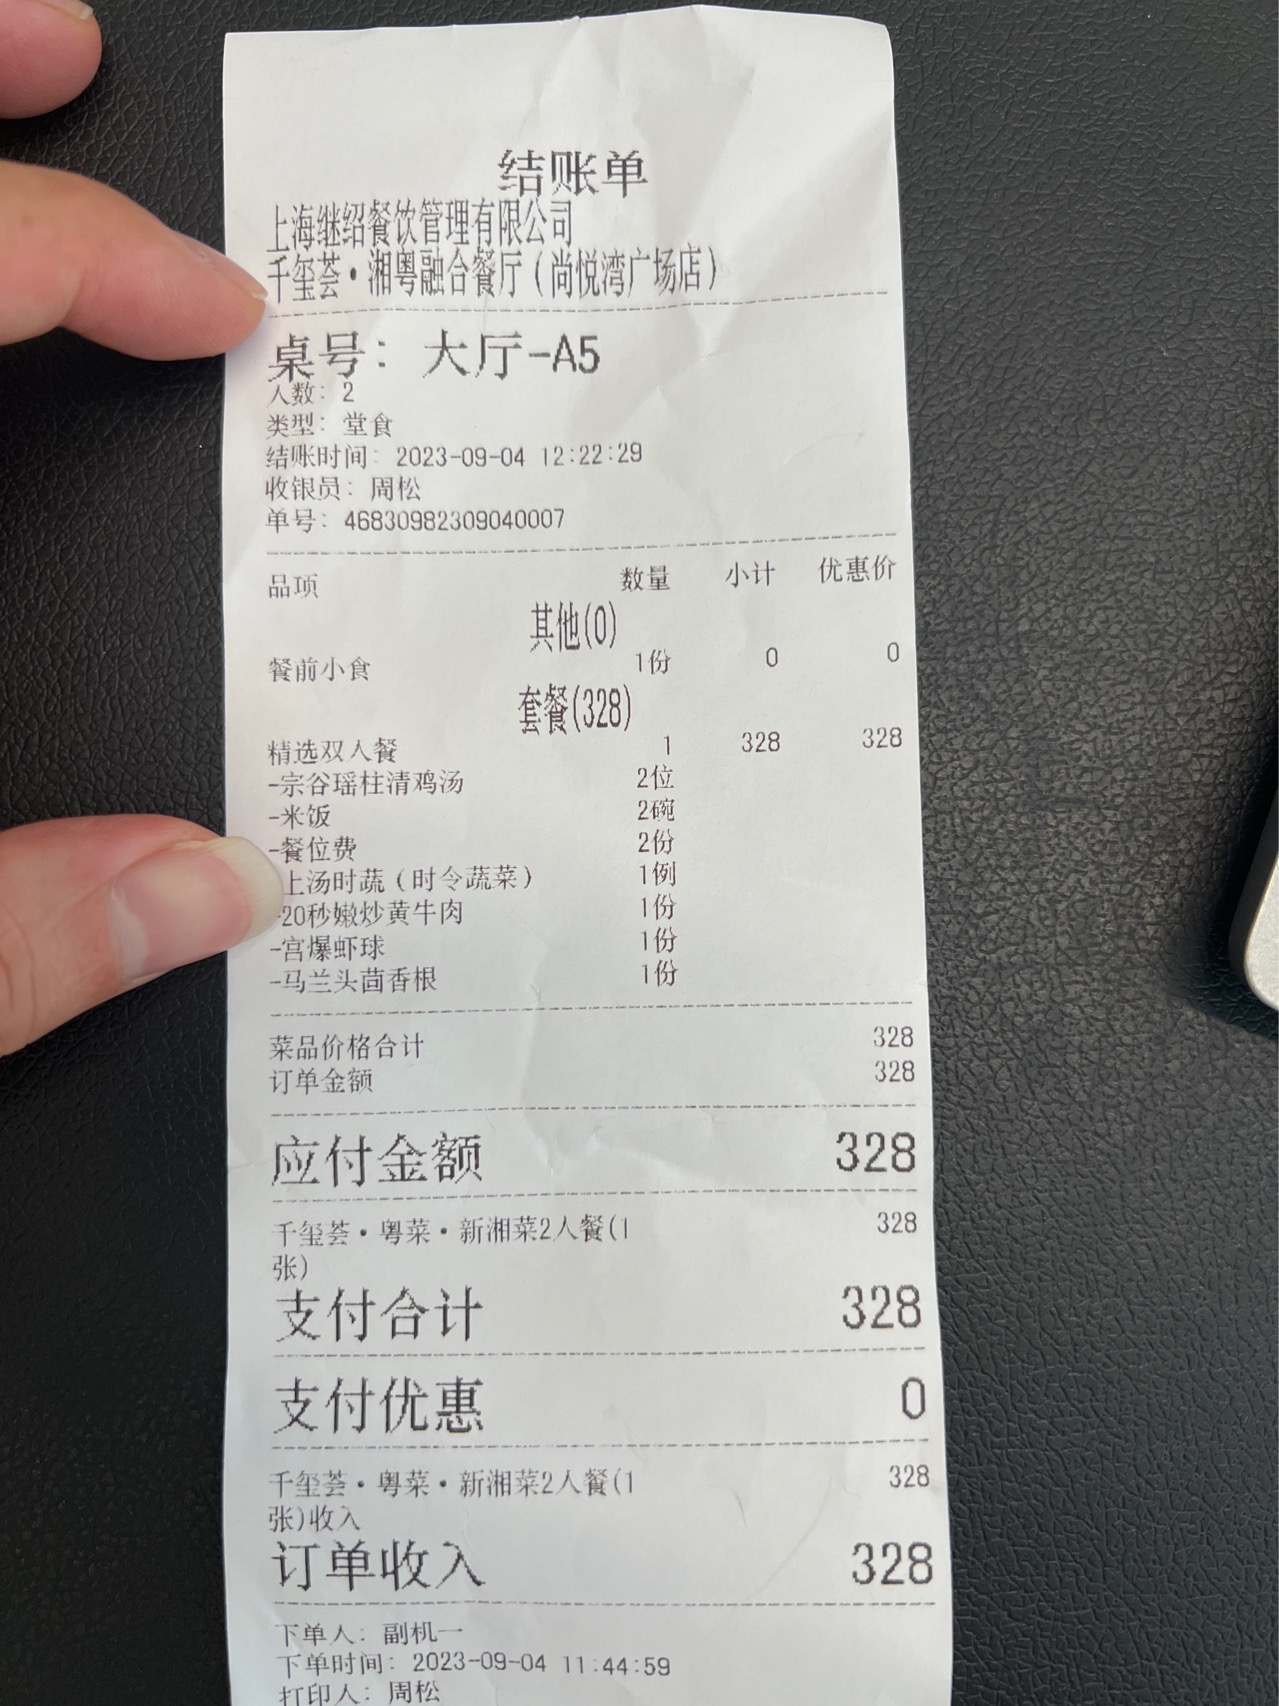 结账单
上海继绍餐饮管理有限公司
千玺荟·湘粤融合餐厅(尚悦湾广场店)
桌号: 大厅-A5
人数: 2
类型: 堂食
结账时间: 2023-09-04 12:22:29
收银员: 周松
单号: 46830982309040007
品项 数量 小计 优惠价
其他(0)
餐前小食 1份 0 0
套餐(328)
精选双人餐 1 328 328
-宗谷瑶柱清鸡汤 2位
-米饭 2碗
-餐位费 2份
上汤时蔬(时令蔬菜) 1例
-20秒嫩炒黄牛肉 1份
-宫爆虾球 1份
-马兰头茴香根 1份
菜品价格合计 328
订单金额 328
应付金额 328
千玺荟·粤菜·新湘菜2人餐(1 328
张)
支付合计 328
支付优惠 0
千玺荟·粤菜·新湘菜2人餐(1 328
张)收入
订单收入 328
下单人: 副机一
下单时间: 2023-09-04 11:44:59
打印人: 周松